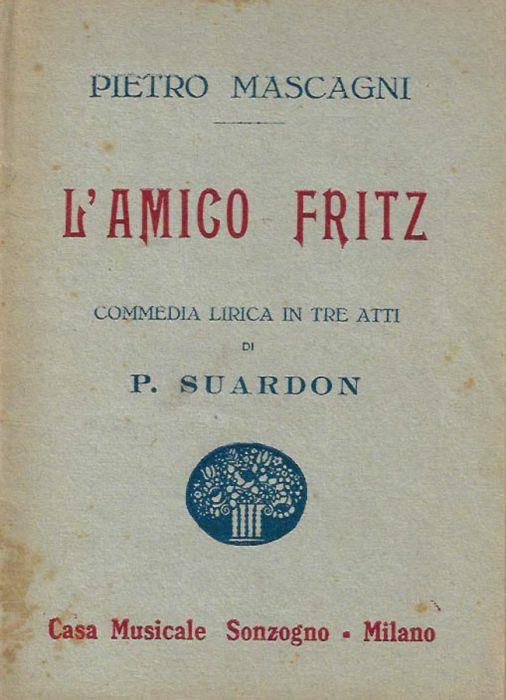 PIETRO MASCAGNI
L'AMICO FRITZ
COMMEDIA LIRICA IN TRE ATTI
DI
P. SUARDON
Casa Musicale Sonzogno - Milano